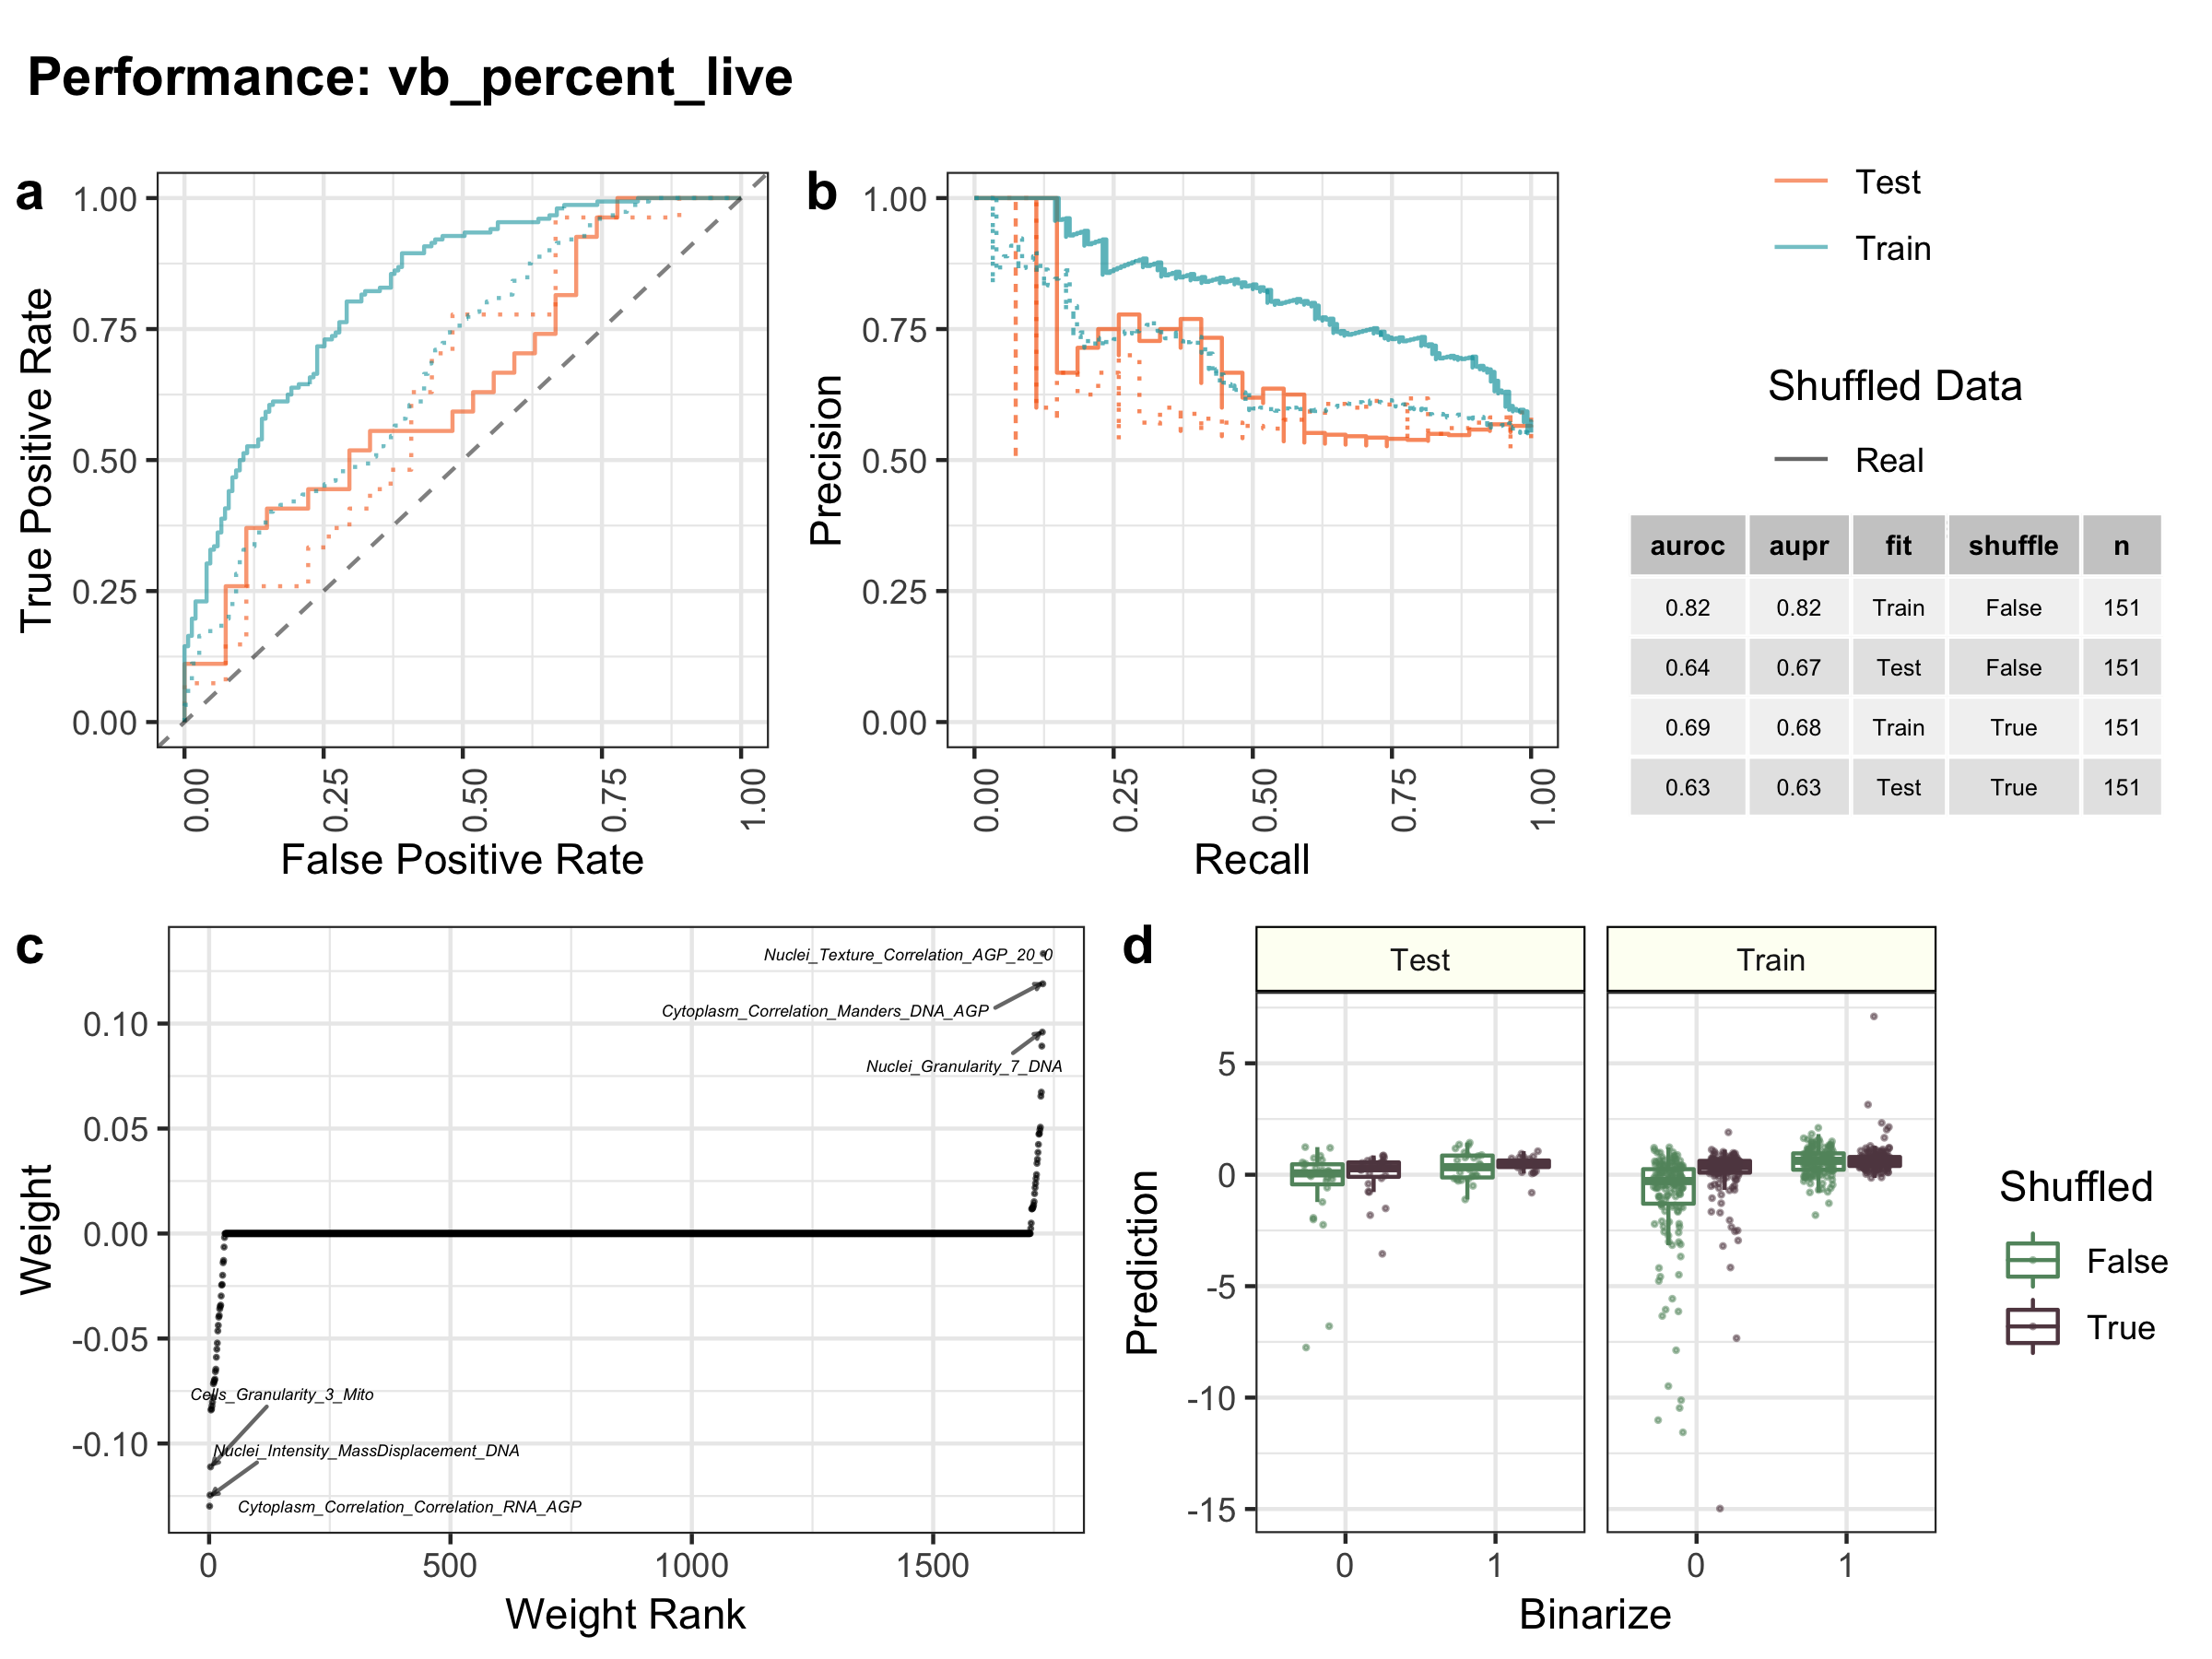 Performance: vb_percent_live
a
True Positive Rate
1.00
0.75
0.50
0.25
0.00
0.00
0.25
0.50
0.75
1.00
False Positive Rate
b
Precision
1.00
0.75
0.50
0.25
0.00
0.00
0.25
0.50
0.75
1.00
Recall
Test
Train
Shuffled Data
Real
auroc aupr fit shuffle n
0.82 0.82 Train False 151
0.64 0.67 Test False 151
0.69 0.68 Train True 151
0.63 0.63 Test True 151
c
Weight
0.10
0.05
0.00
-0.05
-0.10
Nuclei_Texture_Correlation_AGP_20_0
Cytoplasm_Correlation_Manders_DNA_AGP
Nuclei_Granularity_7_DNA
Cells_Granularity_3_Mito
Nuclei_Intensity_MassDisplacement_DNA
Cytoplasm_Correlation_Correlation_RNA_AGP
0
500
1000
1500
Weight Rank
d
Test
Train
Prediction
5
0
-5
-10
-15
0
1
0
1
Binarize
Shuffled
False
True